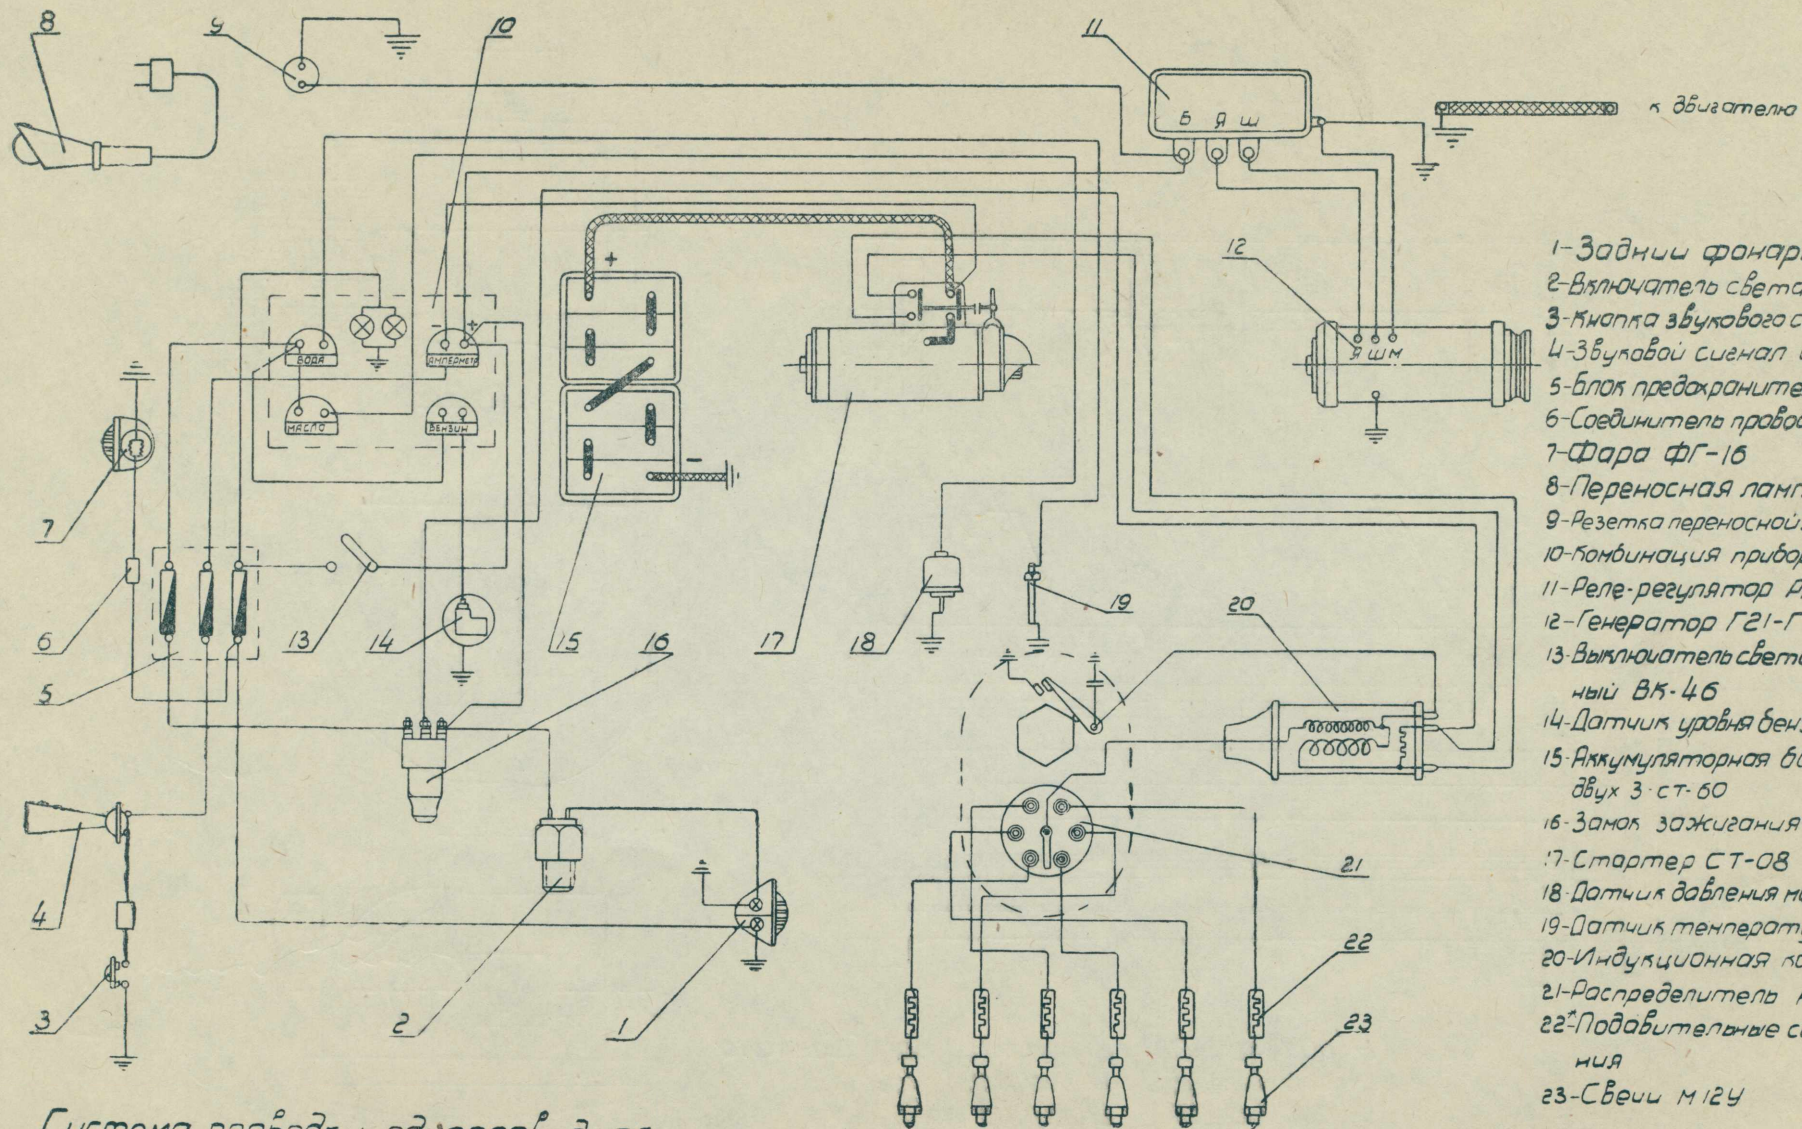 8
9
10
11
Б Я Ш
к двигателю
+
12
Я Ш М
- +
ВОДА
АМПЕРМЕТР
МАСЛО
БЕНЗИН
-
7
6
5
13
14
15
16
17
18
19
20
21
22
23
4
3
2
1
1-Задний фонарь
2-Включатель света
3-Кнопка звукового с
4-Звуковой сигнал
5-Блок предохраните
6-Соединитель провод
7-Фара ФГ-16
8-Переносная ламп
9-Резетка переносной
10-Комбинация прибор
11-Реле-регулятор Р
12-Генератор Г21-Г
13-Выключатель света
ный ВК-46
14-Датчик уровня бен
15-Аккумуляторная ба
двух 3-СТ-60
16-Замок зажигания
17-Стартер СТ-08
18-Датчик давления м
19-Датчик температ
20-Индукционная к
21-Распределитель
22*-Подавительные с
ния
23-Свечи М12У
Система